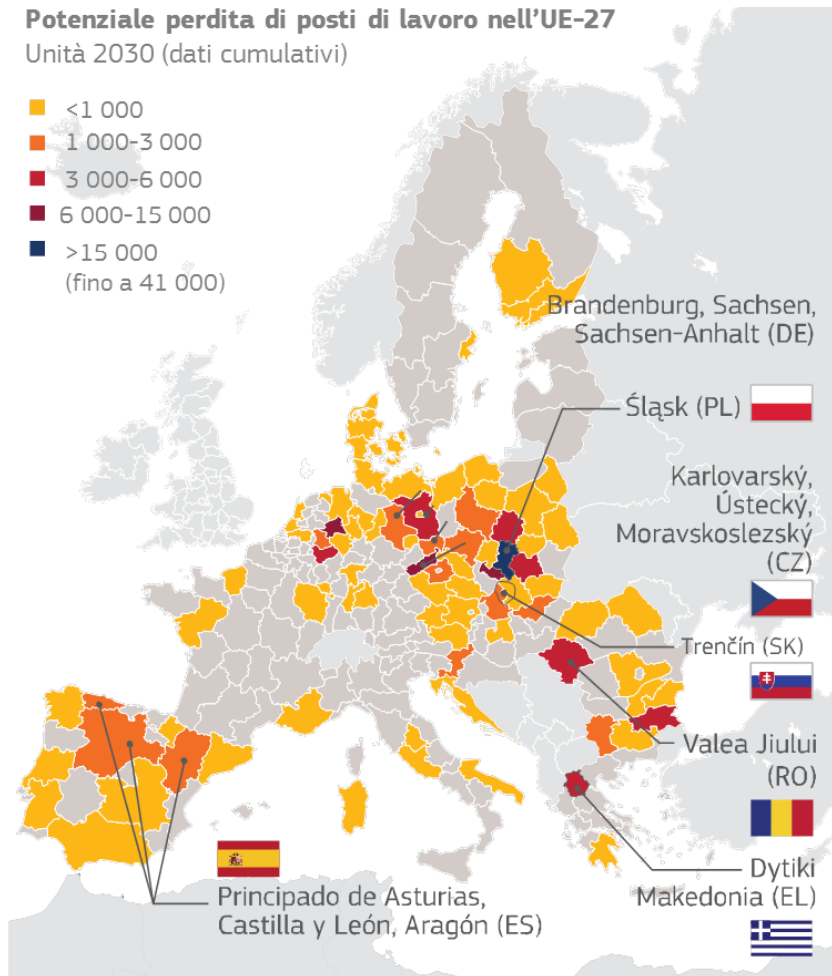 Potenziale perdita di posti di lavoro nell'UE-27
Unità 2030 (dati cumulativi)
<1 000
1 000-3 000
3 000-6 000
6 000-15 000
>15 000
(fino a 41 000)
Brandenburg, Sachsen,
Sachsen-Anhalt (DE)
Śląsk (PL)
Karlovarský,
Ústecký,
Moravskoslezský
(CZ)
Trenčín (SK)
Valea Jiului
(RO)
Dytiki
Makedonia (EL)
Principado de Asturias,
Castilla y León, Aragón (ES)